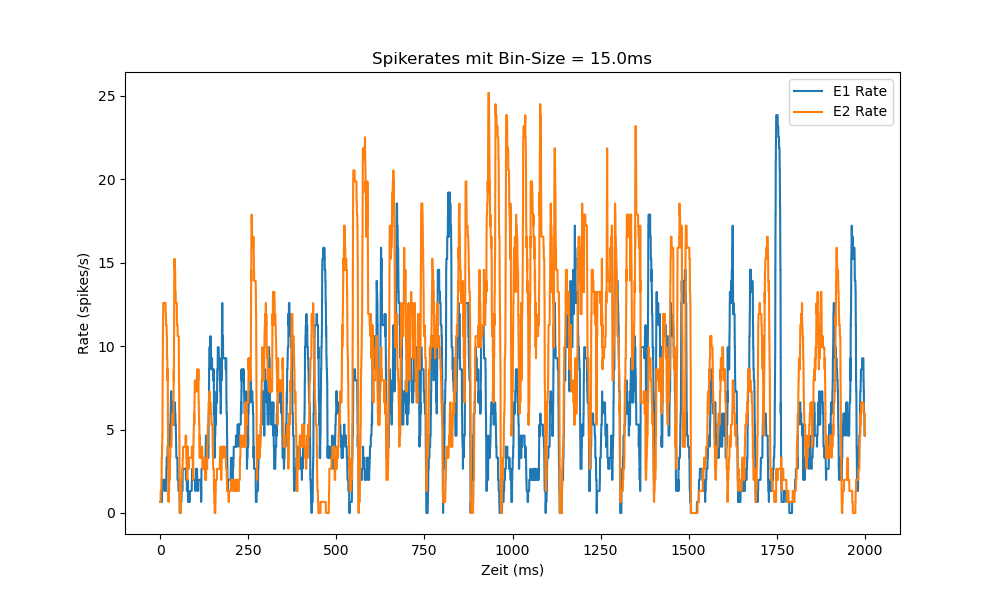 Spikerates mit Bin-Size = 15.0ms
E1 Rate
E2 Rate
25
20
15
10
5
0
Rate (spikes/s)
0 250 500 750 1000 1250 1500 1750 2000
Zeit (ms)